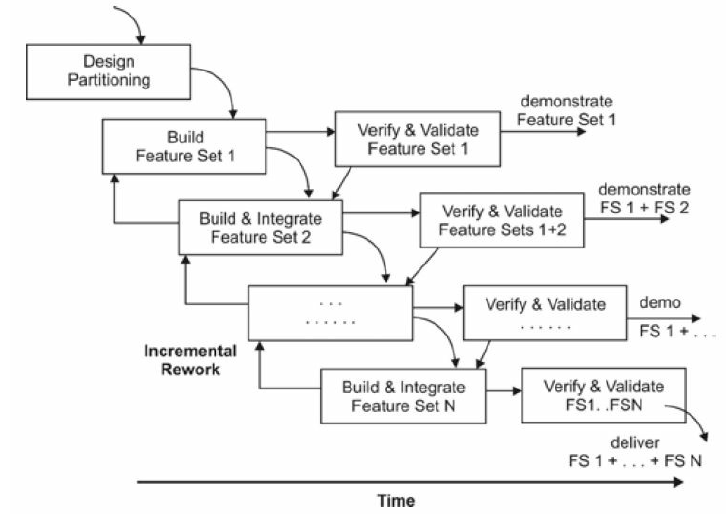 Design
Partitioning
Build
Feature Set 1
Verify & Validate
Feature Set 1
demonstrate
Feature Set 1
Build & Integrate
Feature Set 2
Verify & Validate
Feature Sets 1+2
demonstrate
FS 1 + FS 2
. . .
. . . . . .
Verify & Validate
. . . . . .
demo
FS 1 + . . .
Incremental
Rework
Build & Integrate
Feature Set N
Verify & Validate
FS1. .FSN
deliver
FS 1 + . . . + FS N
Time